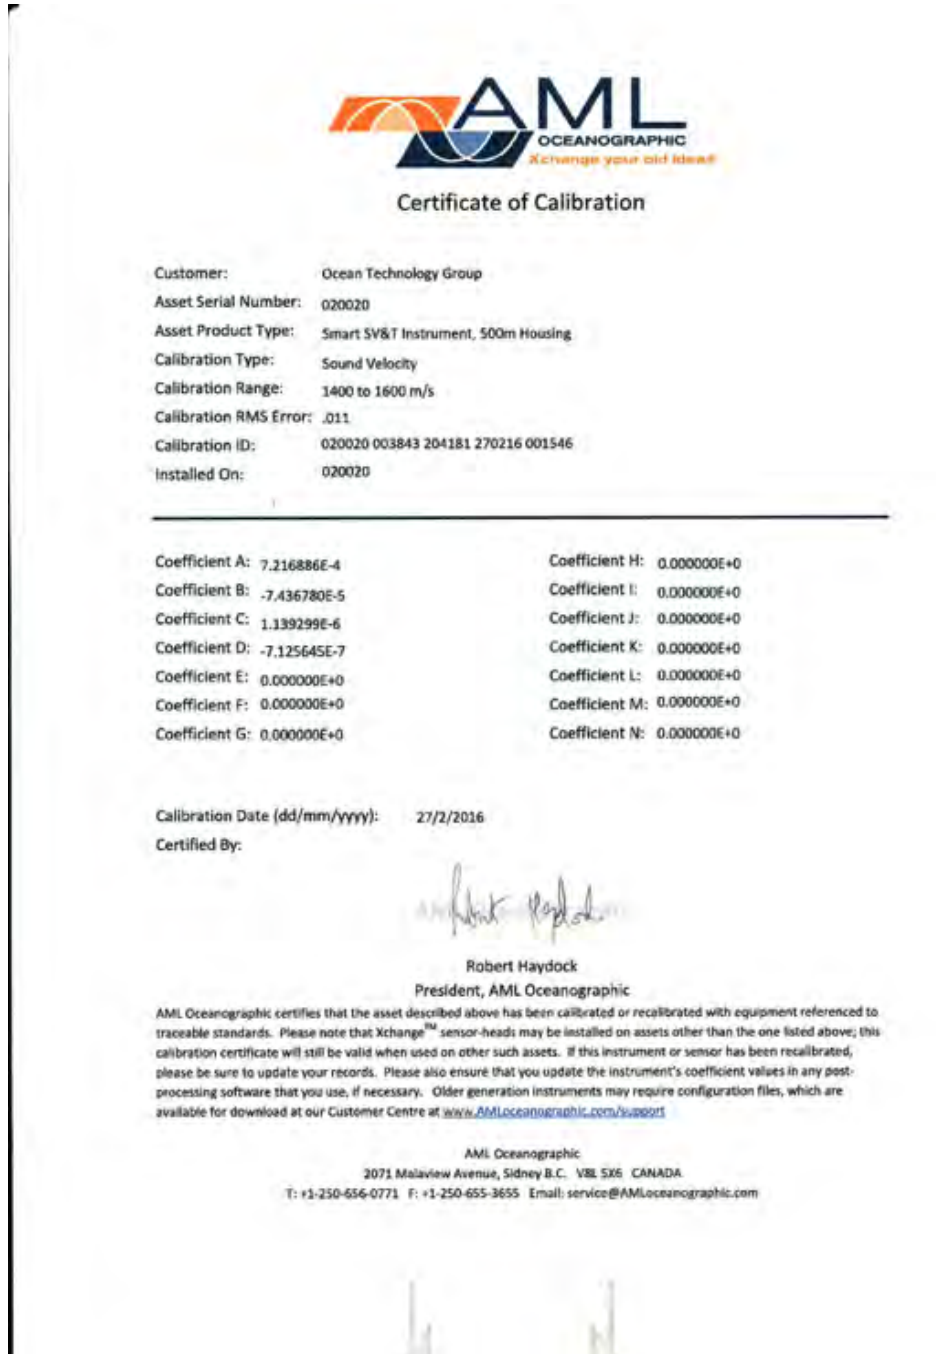 AML
OCEANOGRAPHIC
Xchange your old ideas
Certificate of Calibration
Customer: Ocean Technology Group
Asset Serial Number: 020020
Asset Product Type: Smart SV&T Instrument, 500m Housing
Calibration Type: Sound Velocity
Calibration Range: 1400 to 1600 m/s
Calibration RMS Error: .011
Calibration ID: 020020 003843 204181 270216 001546
Installed On: 020020
Coefficient A: 7.216886E-4 Coefficient H: 0.000000E+0
Coefficient B: -7.436780E-5 Coefficient I: 0.000000E+0
Coefficient C: 1.139299E-6 Coefficient J: 0.000000E+0
Coefficient D: -7.125645E-7 Coefficient K: 0.000000E+0
Coefficient E: 0.000000E+0 Coefficient L: 0.000000E+0
Coefficient F: 0.000000E+0 Coefficient M: 0.000000E+0
Coefficient G: 0.000000E+0 Coefficient N: 0.000000E+0
Calibration Date (dd/mm/yyyy): 27/2/2016
Certified By:
Robert Haydock
President, AML Oceanographic
AML Oceanographic certifies that the asset described above has been calibrated or recalibrated with equipment referenced to
traceable standards. Please note that Xchange™ sensor-heads may be installed on assets other than the one listed above; this
calibration certificate will still be valid when used on other such assets. If this instrument or sensor has been recalibrated,
please be sure to update your records. Please also ensure that you update the instrument's coefficient values in any post-
processing software that you use, if necessary. Older generation instruments may require configuration files, which are
available for download at our Customer Centre at www.AMLoceanographic.com/support
AML Oceanographic
2071 Malaview Avenue, Sidney B.C. V8L 5X6 CANADA
T: +1-250-656-0771 F: +1-250-655-3655 Email: service@AMLoceanographic.com